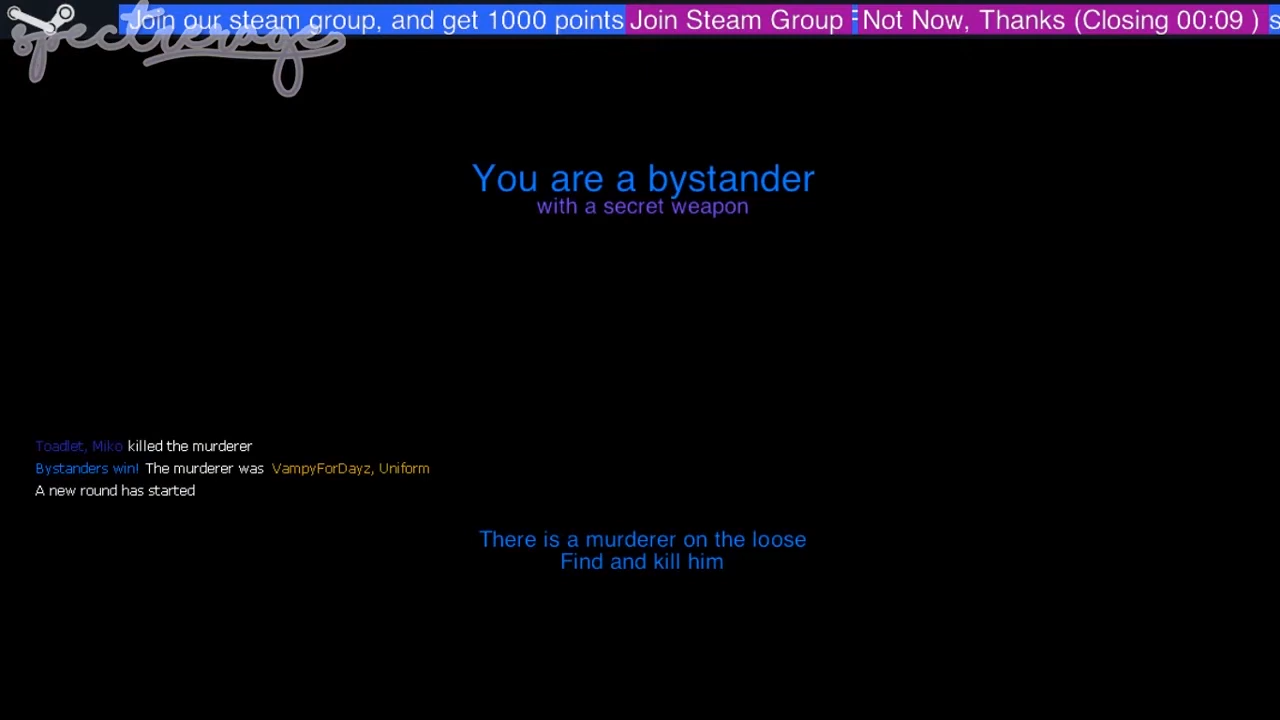 Join our steam group, and get 1000 points Join Steam Group Not Now, Thanks (Closing 00:09 ) s
spectrevge
You are a bystander
with a secret weapon
Toadlet, Miko killed the murderer
Bystanders win! The murderer was VampyForDayz, Uniform
A new round has started
There is a murderer on the loose
Find and kill him